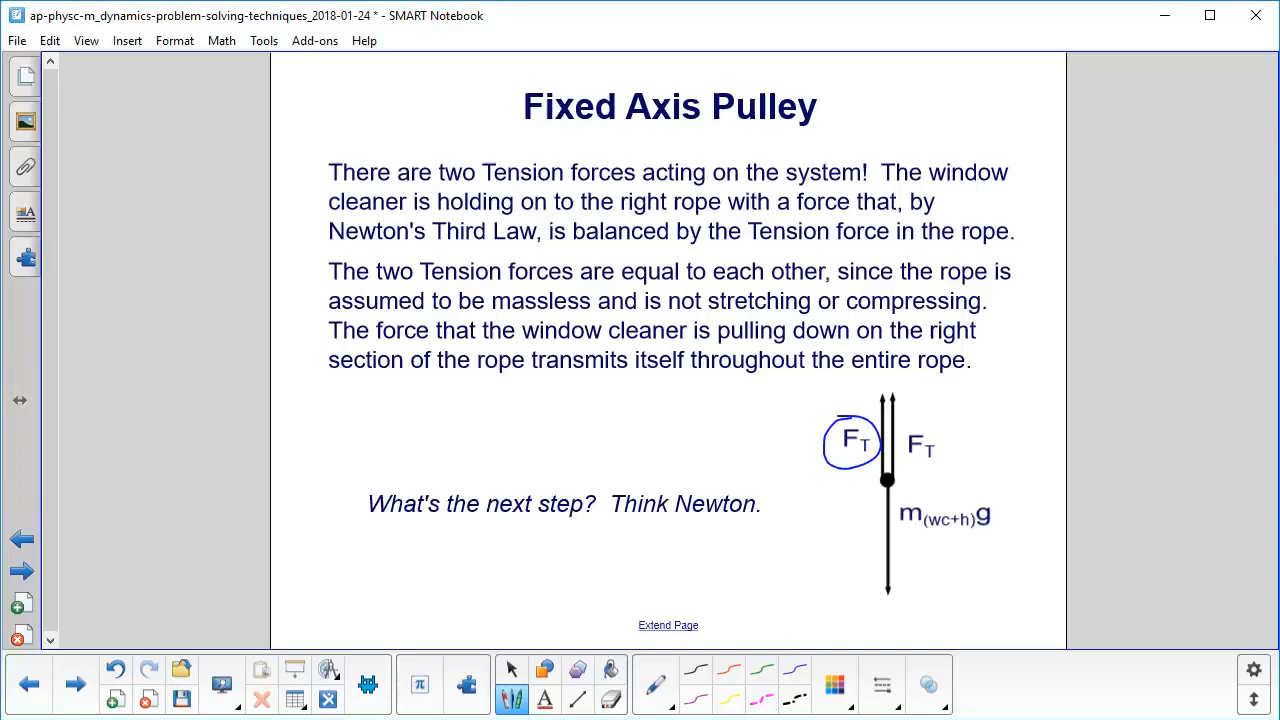 ap-physc-m_dynamics-problem-solving-techniques_2018-01-24 * - SMART Notebook
File Edit View Insert Format Math Tools Add-ons Help
Fixed Axis Pulley
There are two Tension forces acting on the system! The window
cleaner is holding on to the right rope with a force that, by
Newton's Third Law, is balanced by the Tension force in the rope.
The two Tension forces are equal to each other, since the rope is
assumed to be massless and is not stretching or compressing.
The force that the window cleaner is pulling down on the right
section of the rope transmits itself throughout the entire rope.
F_T F_T
What's the next step? Think Newton.
m_(wc+h)g
Extend Page
π
A